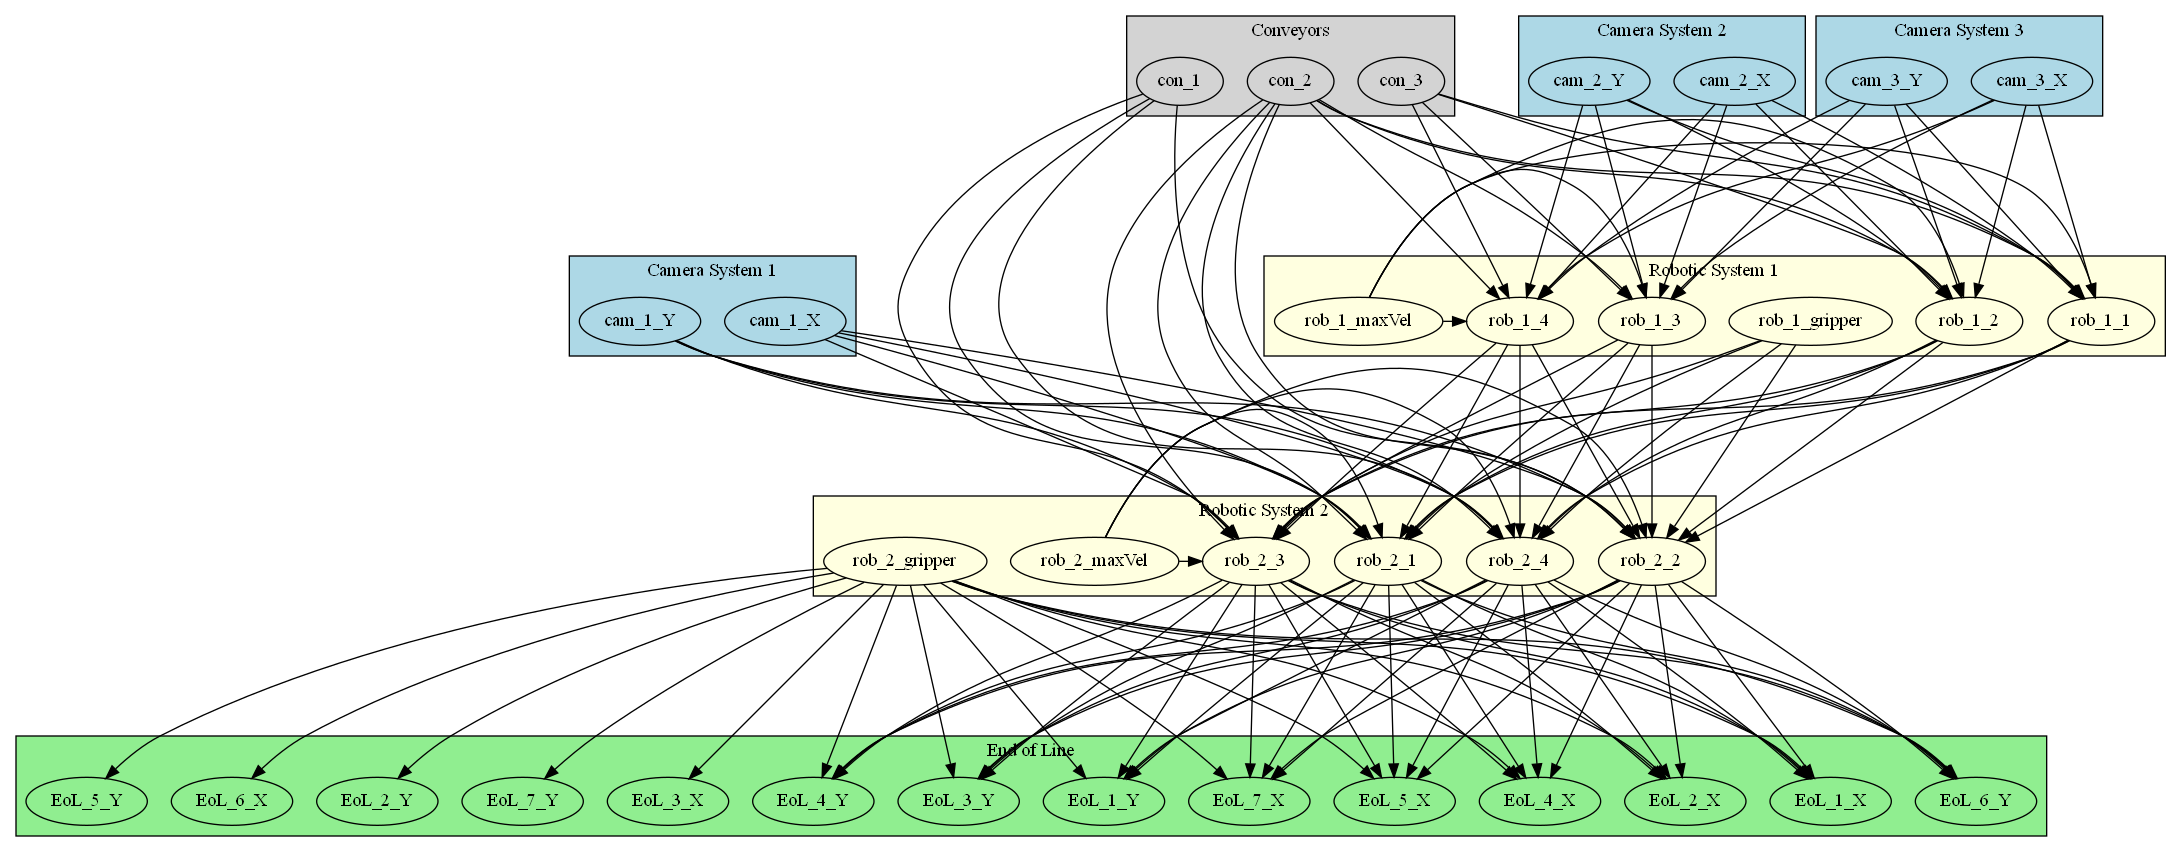 Conveyors
Camera System 2
Camera System 3
con_1
con_2
con_3
cam_2_Y
cam_2_X
cam_3_Y
cam_3_X
Camera System 1
Robotic System 1
cam_1_Y
cam_1_X
rob_1_maxVel
rob_1_4
rob_1_3
rob_1_gripper
rob_1_2
rob_1_1
Robotic System 2
rob_2_gripper
rob_2_maxVel
rob_2_3
rob_2_1
rob_2_4
rob_2_2
End of Line
EoL_5_Y
EoL_6_X
EoL_2_Y
EoL_7_Y
EoL_3_X
EoL_4_Y
EoL_3_Y
EoL_1_Y
EoL_7_X
EoL_5_X
EoL_4_X
EoL_2_X
EoL_1_X
EoL_6_Y